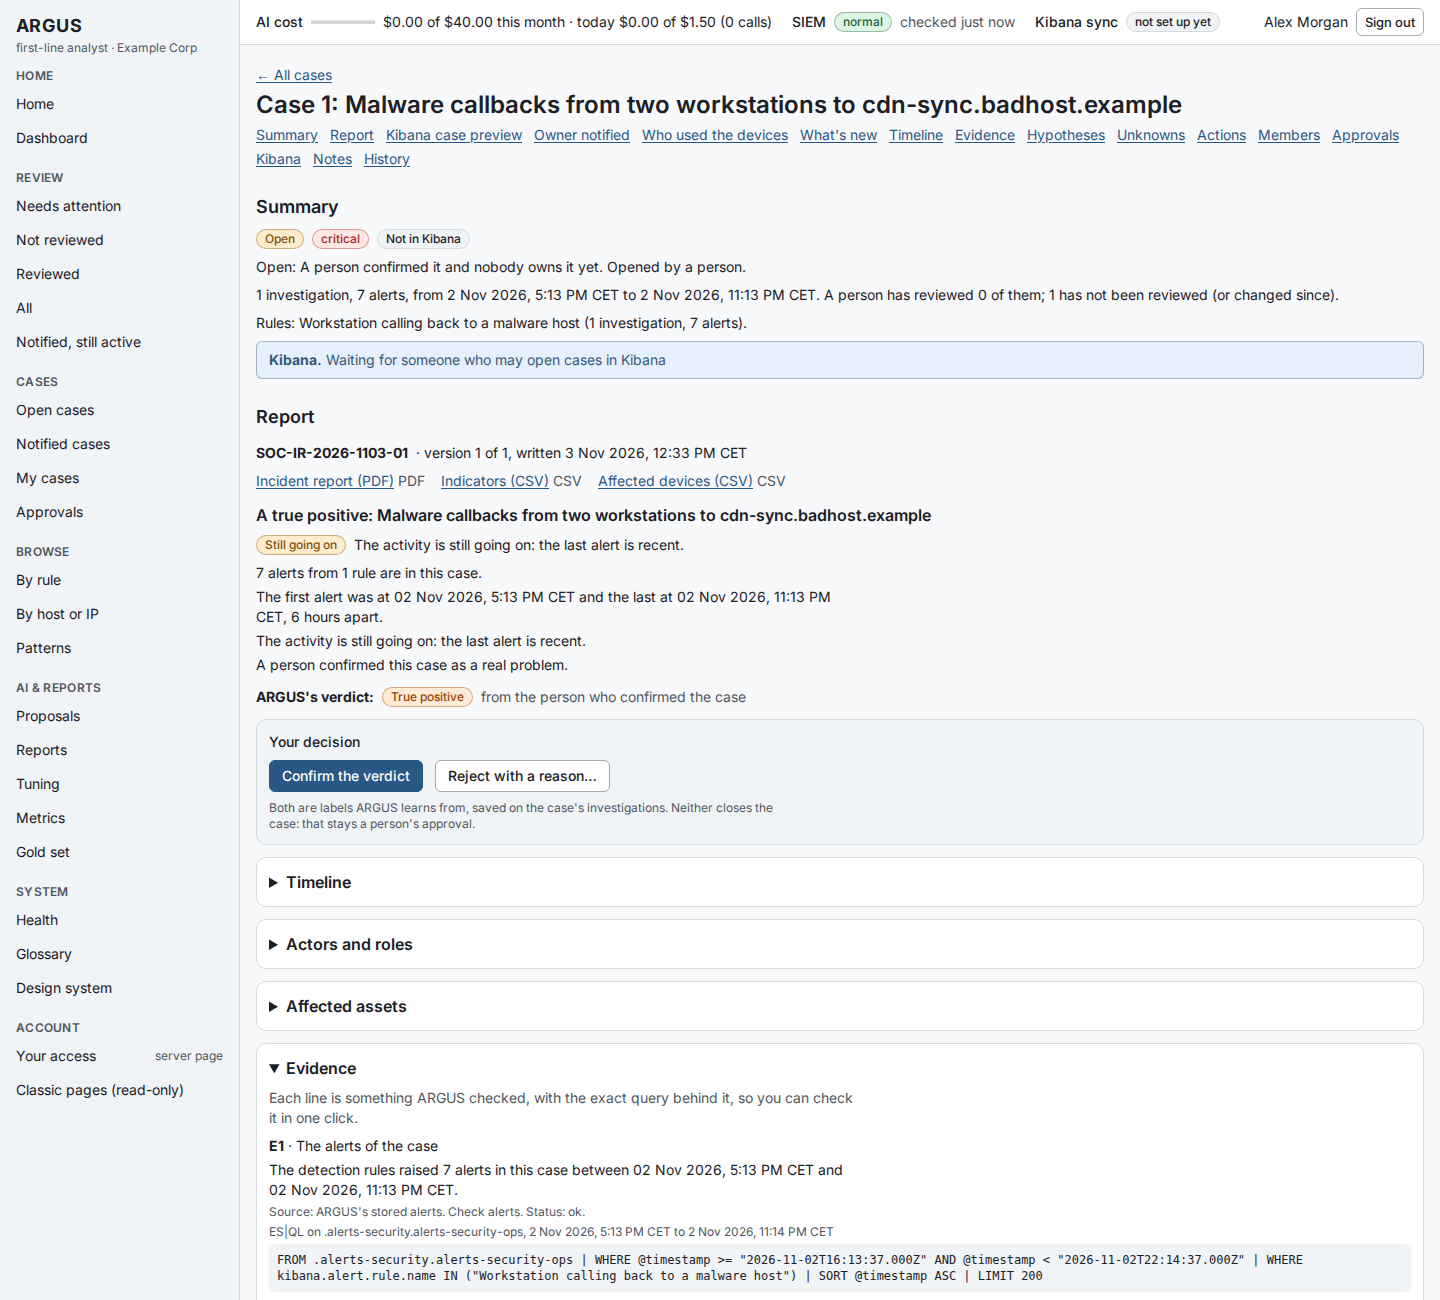 ARGUS
first-line analyst · Example Corp
HOME
Home
Dashboard
REVIEW
Needs attention
Not reviewed
Reviewed
All
Notified, still active
CASES
Open cases
Notified cases
My cases
Approvals
BROWSE
By rule
By host or IP
Patterns
AI & REPORTS
Proposals
Reports
Tuning
Metrics
Gold set
SYSTEM
Health
Glossary
Design system
ACCOUNT
Your access server page
Classic pages (read-only)
AI cost $0.00 of $40.00 this month · today $0.00 of $1.50 (0 calls) SIEM normal checked just now Kibana sync not set up yet Alex Morgan Sign out
← All cases
Case 1: Malware callbacks from two workstations to cdn-sync.badhost.example
Summary Report Kibana case preview Owner notified Who used the devices What's new Timeline Evidence Hypotheses Unknowns Actions Members Approvals
Kibana Notes History
Summary
Open critical Not in Kibana
Open: A person confirmed it and nobody owns it yet. Opened by a person.
1 investigation, 7 alerts, from 2 Nov 2026, 5:13 PM CET to 2 Nov 2026, 11:13 PM CET. A person has reviewed 0 of them; 1 has not been reviewed (or changed since).
Rules: Workstation calling back to a malware host (1 investigation, 7 alerts).
Kibana. Waiting for someone who may open cases in Kibana
Report
SOC-IR-2026-1103-01 · version 1 of 1, written 3 Nov 2026, 12:33 PM CET
Incident report (PDF) PDF Indicators (CSV) CSV Affected devices (CSV) CSV
A true positive: Malware callbacks from two workstations to cdn-sync.badhost.example
Still going on The activity is still going on: the last alert is recent.
7 alerts from 1 rule are in this case.
The first alert was at 02 Nov 2026, 5:13 PM CET and the last at 02 Nov 2026, 11:13 PM
CET, 6 hours apart.
The activity is still going on: the last alert is recent.
A person confirmed this case as a real problem.
ARGUS's verdict: True positive from the person who confirmed the case
Your decision
Confirm the verdict Reject with a reason...
Both are labels ARGUS learns from, saved on the case's investigations. Neither closes the
case: that stays a person's approval.
▶ Timeline
▶ Actors and roles
▶ Affected assets
▼ Evidence
Each line is something ARGUS checked, with the exact query behind it, so you can check
it in one click.
E1 · The alerts of the case
The detection rules raised 7 alerts in this case between 02 Nov 2026, 5:13 PM CET and
02 Nov 2026, 11:13 PM CET.
Source: ARGUS's stored alerts. Check alerts. Status: ok.
ES|QL on .alerts-security.alerts-security-ops, 2 Nov 2026, 5:13 PM CET to 2 Nov 2026, 11:14 PM CET
FROM .alerts-security.alerts-security-ops | WHERE @timestamp >= "2026-11-02T16:13:37.000Z" AND @timestamp < "2026-11-02T22:14:37.000Z" | WHERE
kibana.alert.rule.name IN ("Workstation calling back to a malware host") | SORT @timestamp ASC | LIMIT 200